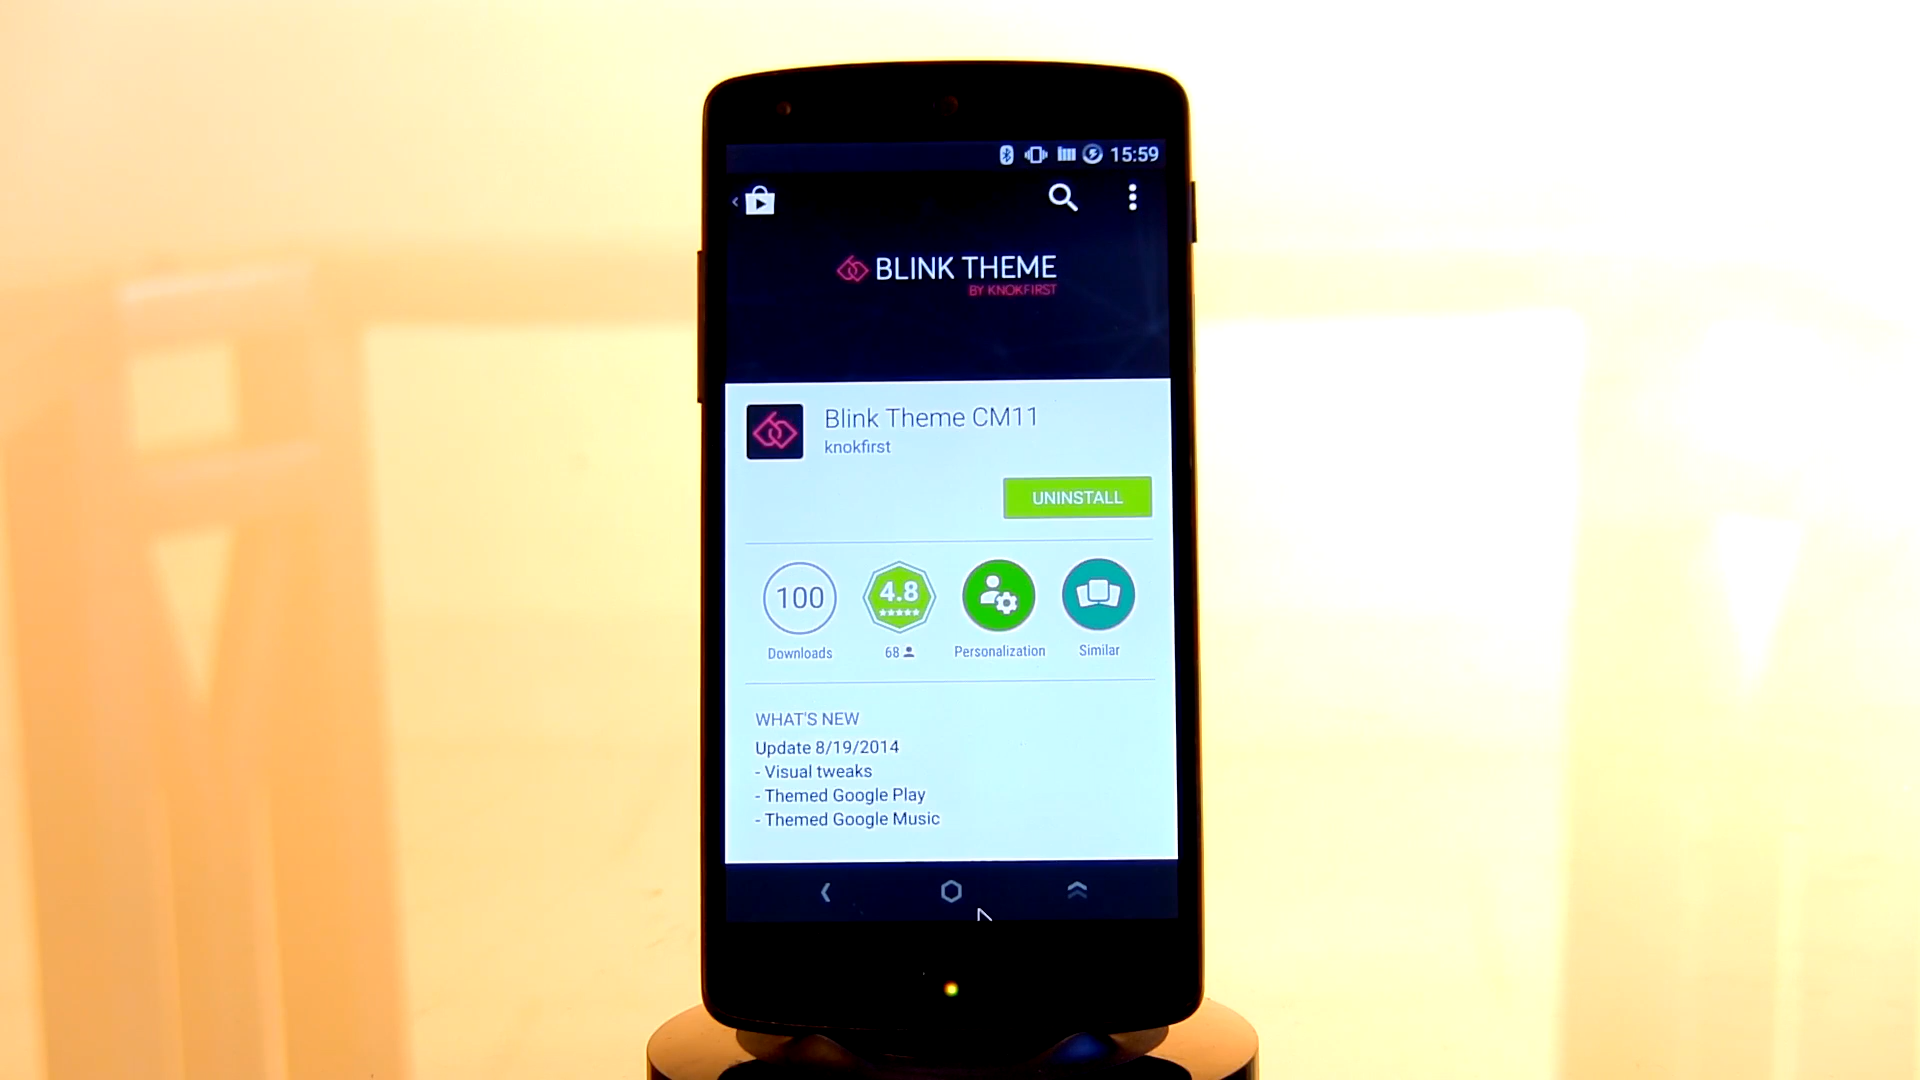 15:59
BLINK THEME
BY KNOKFIRST
Blink Theme CM11
knokfirst
UNINSTALL
100
4.8
Downloads
68
Personalization
Similar
WHAT'S NEW
Update 8/19/2014
- Visual tweaks
- Themed Google Play
- Themed Google Music